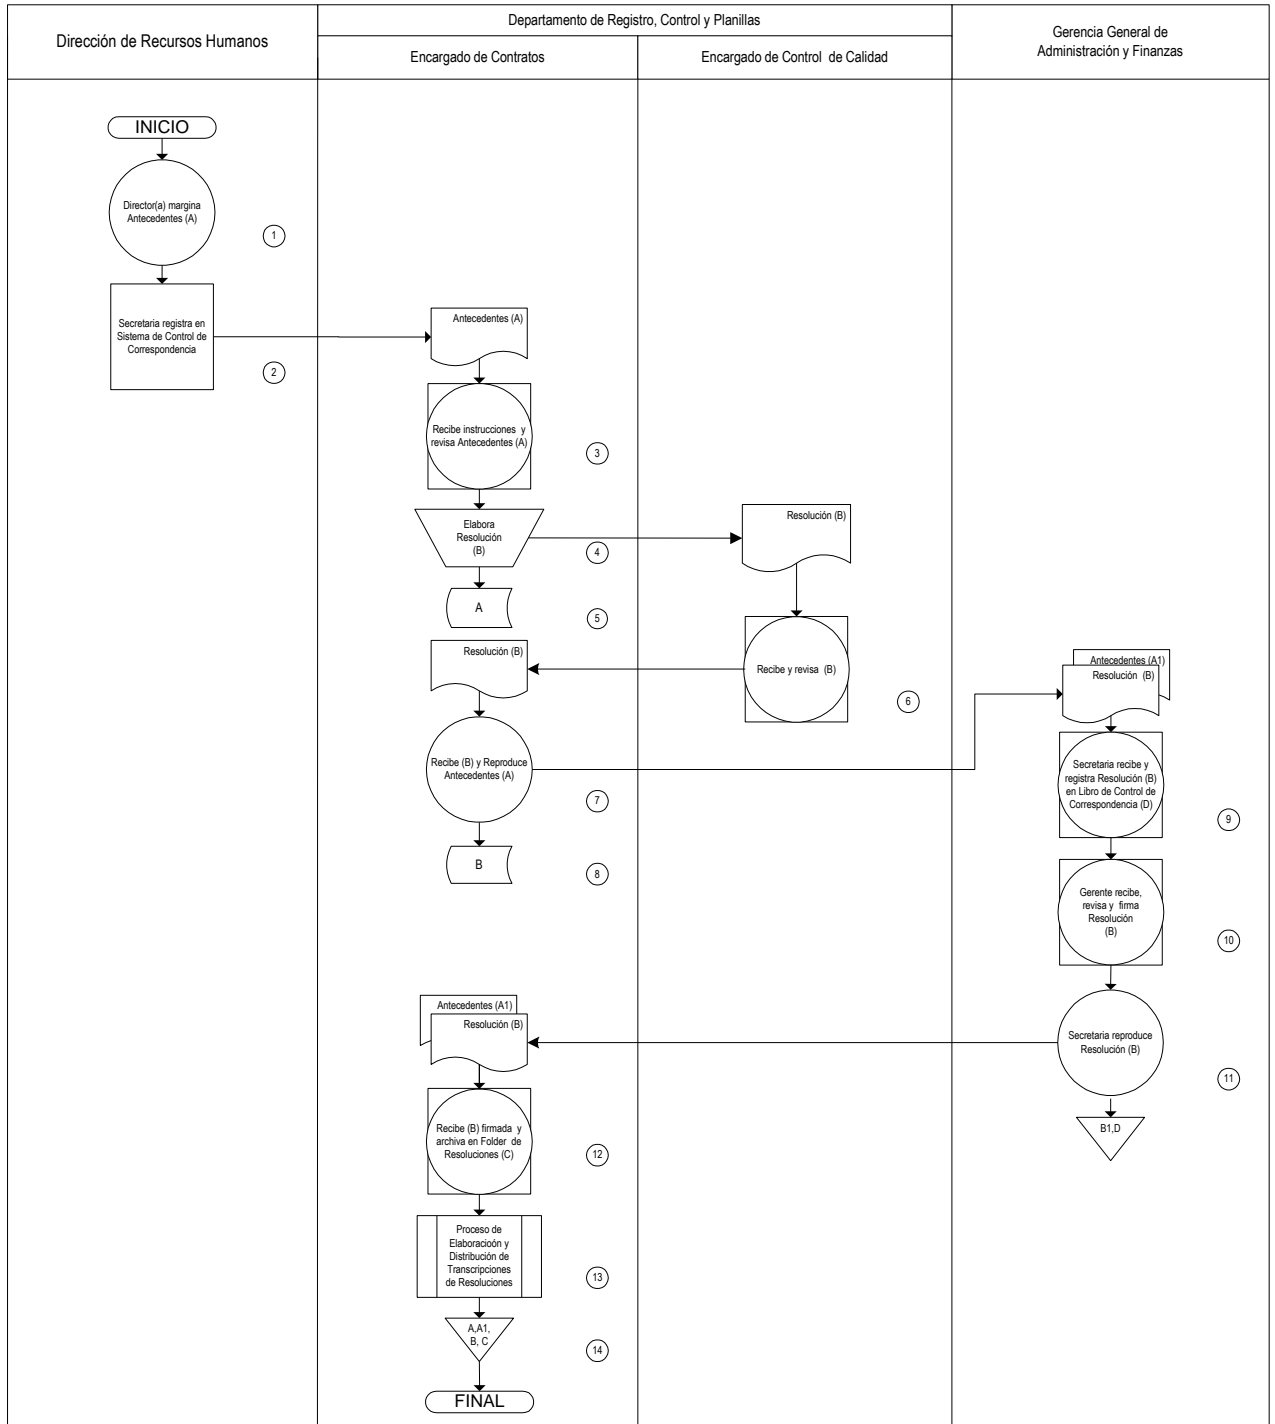 Dirección de Recursos Humanos
Departamento de Registro, Control y Planillas
Encargado de Contratos
Encargado de Control de Calidad
Gerencia General de
Administración y Finanzas
INICIO
Director(a) margina
Antecedentes (A)
1
Secretaria registra en
Sistema de Control de
Correspondencia
2
Antecedentes (A)
Recibe instrucciones y
revisa Antecedentes (A)
3
Elabora
Resolución
(B)
4
Resolución (B)
A
5
Resolución (B)
Recibe y revisa (B)
6
Antecedentes (A1)
Resolución (B)
Recibe (B) y Reproduce
Antecedentes (A)
7
Secretaria recibe y
registra Resolución (B)
en Libro de Control de
Correspondencia (D)
9
B
8
Gerente recibe,
revisa y firma
Resolución
(B)
10
Antecedentes (A1)
Resolución (B)
Secretaria reproduce
Resolución (B)
11
B1,D
Recibe (B) firmada y
archiva en Folder de
Resoluciones (C)
12
Proceso de
Elaboracioón y
Distribución de
Transcripciones
de Resoluciones
13
A,A1,
B, C
14
FINAL